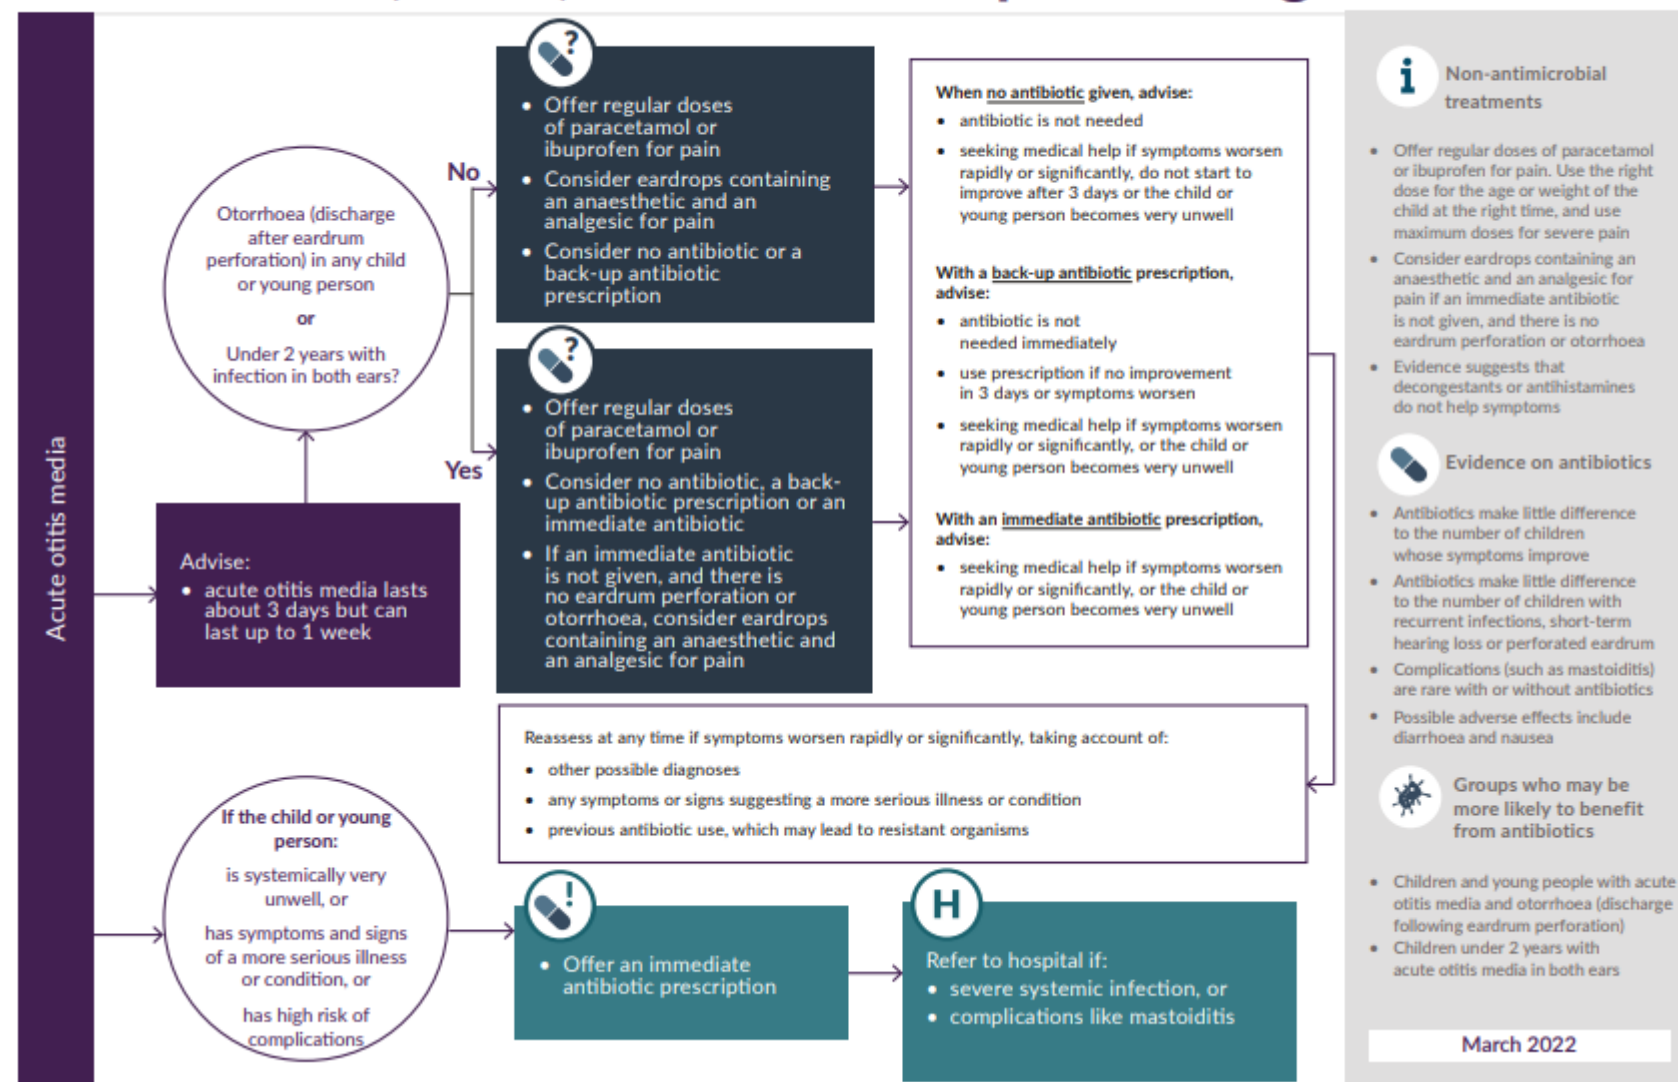 Acute otitis media
Otorrhoea (discharge
after eardrum
perforation) in any child
or young person
or
Under 2 years with
infection in both ears?
Advise:
• acute otitis media lasts
about 3 days but can
last up to 1 week
No
Yes
?
• Offer regular doses
of paracetamol or
ibuprofen for pain
• Consider eardrops containing
an anaesthetic and an
analgesic for pain
• Consider no antibiotic or a
back-up antibiotic
prescription
?
• Offer regular doses
of paracetamol or
ibuprofen for pain
• Consider no antibiotic, a back-
up antibiotic prescription or an
immediate antibiotic
• If an immediate antibiotic
is not given, and there is
no eardrum perforation or
otorrhoea, consider eardrops
containing an anaesthetic and
an analgesic for pain
When no antibiotic given, advise:
• antibiotic is not needed
• seeking medical help if symptoms worsen
rapidly or significantly, do not start to
improve after 3 days or the child or
young person becomes very unwell
With a back-up antibiotic prescription,
advise:
• antibiotic is not
needed immediately
• use prescription if no improvement
in 3 days or symptoms worsen
• seeking medical help if symptoms worsen
rapidly or significantly, or the child or
young person becomes very unwell
With an immediate antibiotic prescription,
advise:
• seeking medical help if symptoms worsen
rapidly or significantly, or the child or
young person becomes very unwell
Reassess at any time if symptoms worsen rapidly or significantly, taking account of:
• other possible diagnoses
• any symptoms or signs suggesting a more serious illness or condition
• previous antibiotic use, which may lead to resistant organisms
If the child or young
person:
is systemically very
unwell, or
has symptoms and signs
of a more serious illness
or condition, or
has high risk of
complications
!
• Offer an immediate
antibiotic prescription
H
Refer to hospital if:
• severe systemic infection, or
• complications like mastoiditis
i
Non-antimicrobial
treatments
• Offer regular doses of paracetamol
or ibuprofen for pain. Use the right
dose for the age or weight of the
child at the right time, and use
maximum doses for severe pain
• Consider eardrops containing an
anaesthetic and an analgesic for
pain if an immediate antibiotic
is not given, and there is no
eardrum perforation or otorrhoea
• Evidence suggests that
decongestants or antihistamines
do not help symptoms
Evidence on antibiotics
• Antibiotics make little difference
to the number of children
whose symptoms improve
• Antibiotics make little difference
to the number of children with
recurrent infections, short-term
hearing loss or perforated eardrum
• Complications (such as mastoiditis)
are rare with or without antibiotics
• Possible adverse effects include
diarrhoea and nausea
Groups who may be
more likely to benefit
from antibiotics
• Children and young people with acute
otitis media and otorrhoea (discharge
following eardrum perforation)
• Children under 2 years with
acute otitis media in both ears
March 2022